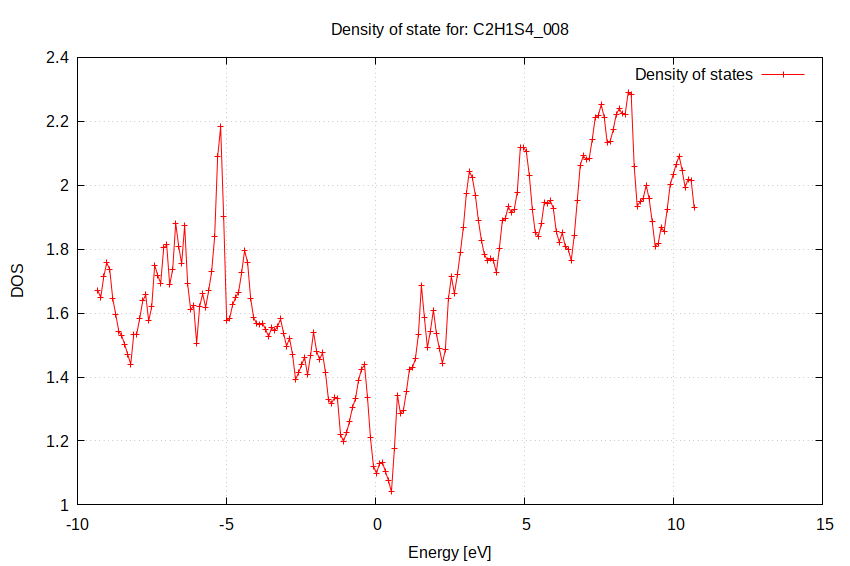 Density of state for: C2H1S4_008
Density of states
2.4
2.2
2
1.8
1.6
1.4
1.2
1
DOS
-10 -5 0 5 10 15
Energy [eV]